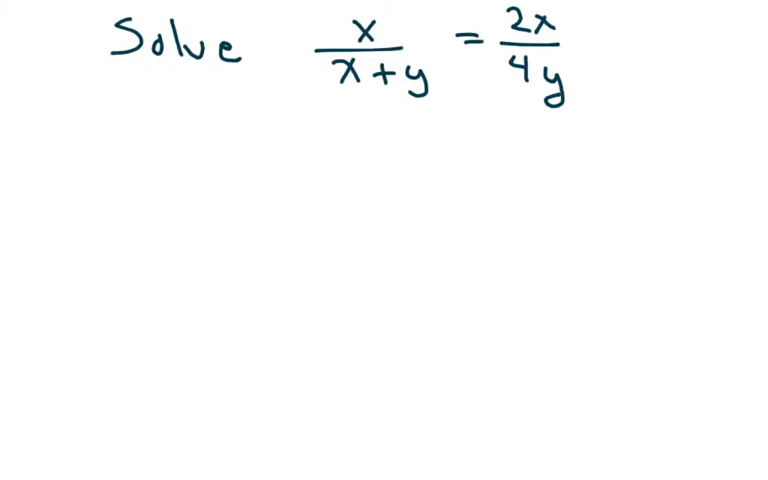 Solve x/(x+y) = 2x/4y